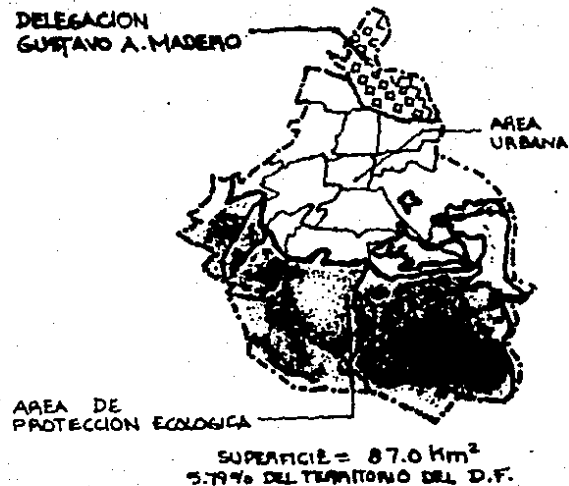 DELEGACION
GUSTAVO A. MADERO
AREA
URBANA
AREA DE
PROTECCION ECOLOGICA
SUPERFICIE = 87.0 Km²
5.79% DEL TERRITORIO DEL D.F.